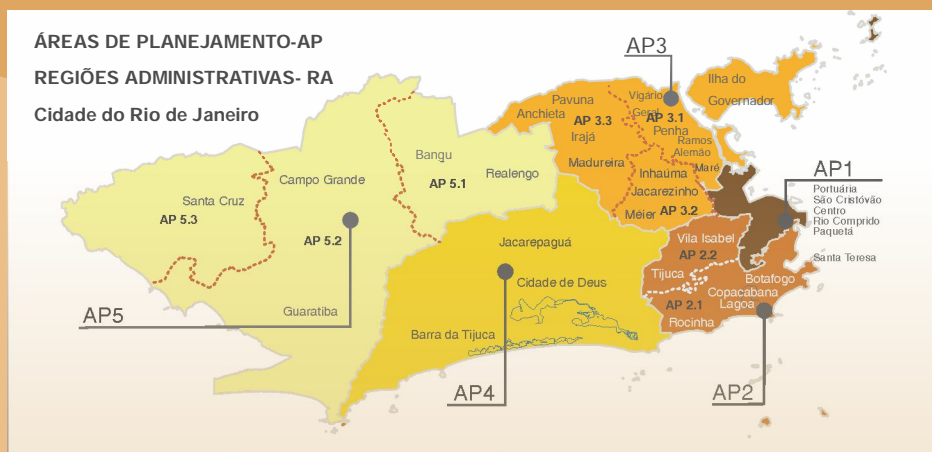 ÁREAS DE PLANEJAMENTO-AP
REGIÕES ADMINISTRATIVAS- RA
Cidade do Rio de Janeiro
AP3
Ilha do
Governador
Pavuna
Anchieta
AP 3.3
Irajá
Vigário
Geral
AP 3.1
Penha
Ramos
Alemão
Maré
Madureira
Inhaúma
Jacarezinho
Méier
AP 3.2
AP1
Portuária
São Cristóvão
Centro
Rio Comprido
Paquetá
Santa Teresa
Bangu
AP 5.1
Realengo
Campo Grande
Santa Cruz
AP 5.3
AP 5.2
Guaratiba
AP5
Jacarepaguá
Cidade de Deus
Barra da Tijuca
AP4
Vila Isabel
AP 2.2
Tijuca
Botafogo
Copacabana
AP 2.1
Lagoa
Rocinha
AP2